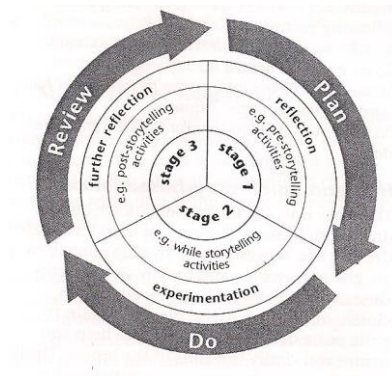 Plan
reflection
e.g. pre-storytelling
activities
stage 1
Do
experimentation
e.g. while storytelling
activities
stage 2
Review
further reflection
e.g. post-storytelling
activities
stage 3